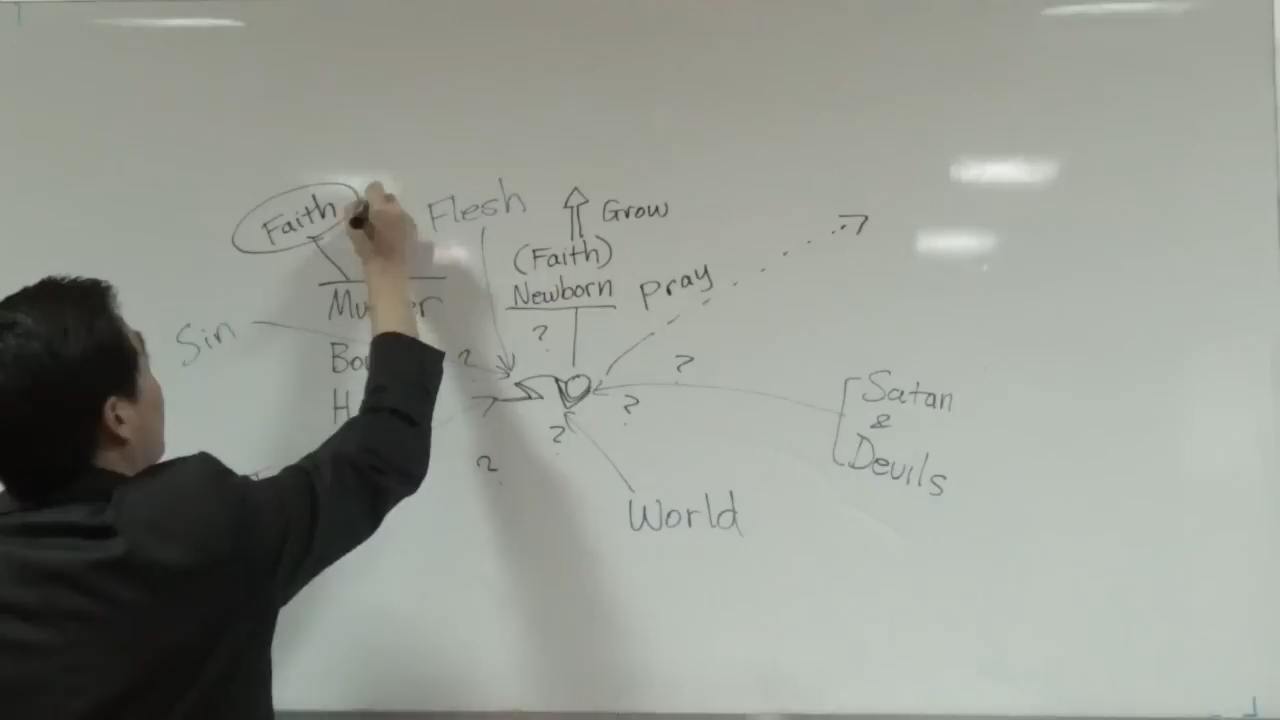 Faith
Flesh
Grow
(Faith)
Newborn
pray
Sin
?
?
?
?
?
?
Satan
&
Devils
World